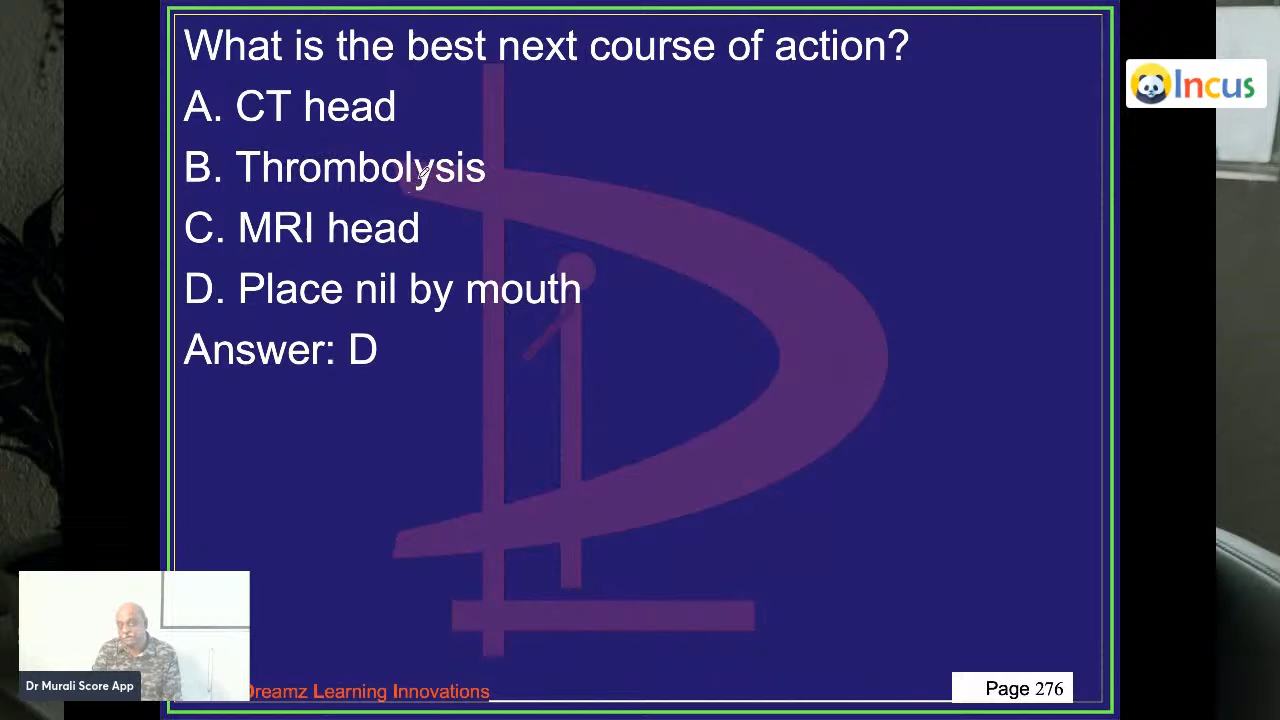 What is the best next course of action?
A. CT head
B. Thrombolysis
C. MRI head
D. Place nil by mouth
Answer: D
Incus
Dr Murali Score App
Dreamz Learning Innovations
Page 276